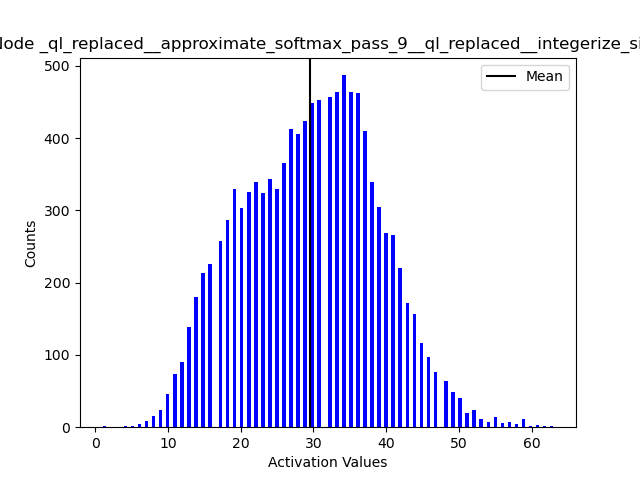 Node _ql_replaced__approximate_softmax_pass_9__ql_replaced__integerize_si
Mean
Counts
500
400
300
200
100
0
0 10 20 30 40 50 60
Activation Values